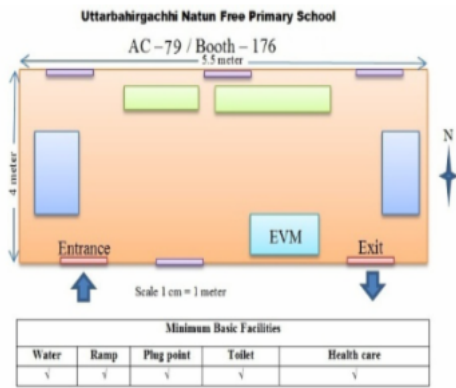 Uttarbahirgachhi Natun Free Primary School
AC –79 / Booth – 176
5.5 meter
4 meter
N
EVM
Entrance
Exit
Scale 1 cm = 1 meter
Minimum Basic Facilities
Water Ramp Plug point Toilet Health care
√ √ √ √ √